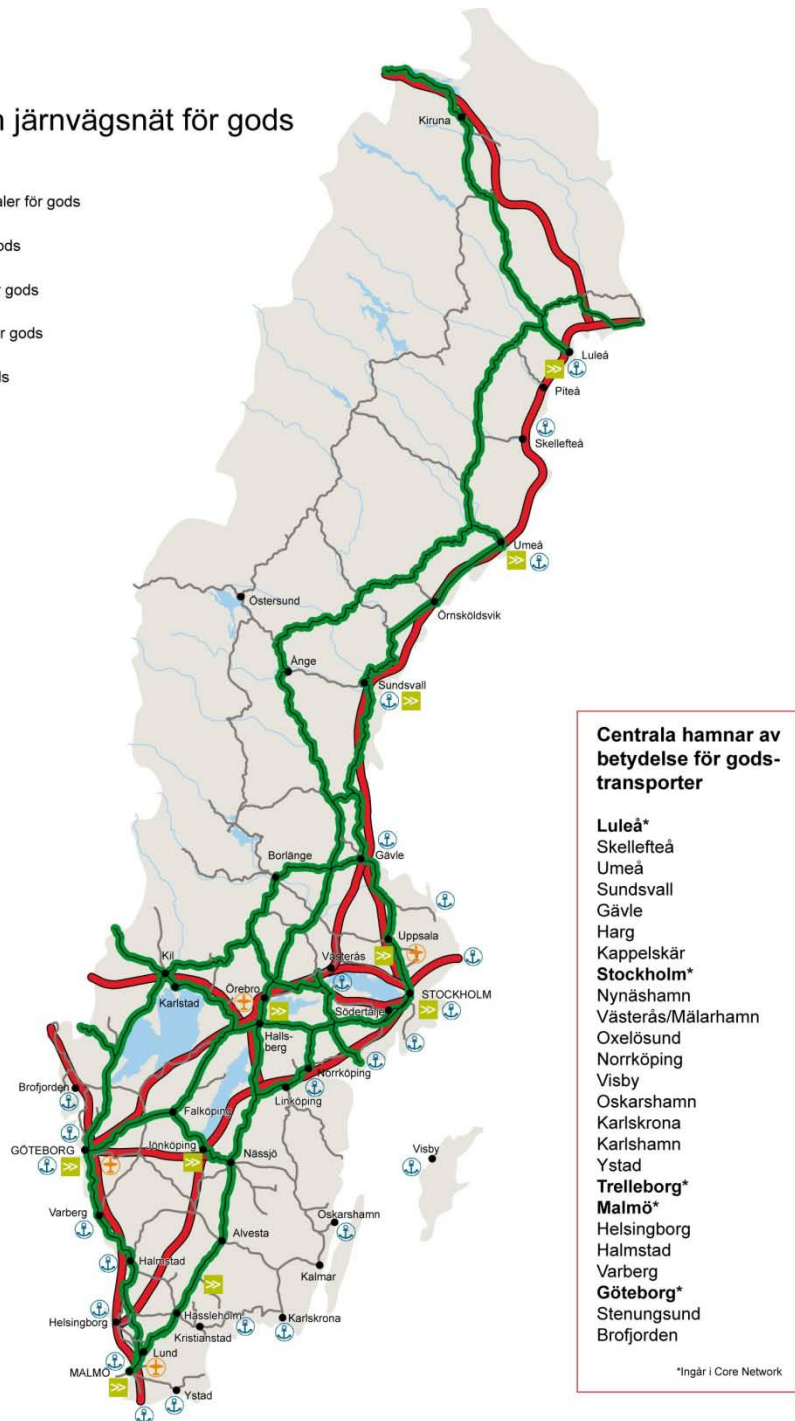 järnvägsnät för gods
för gods
gods
Kiruna
Luleå
Piteå
Skellefteå
Umeå
Östersund
Örnsköldsvik
Ånge
Sundsvall
Borlänge
Gävle
Uppsala
Kil
Västerås
Karlstad
Örebro
STOCKHOLM
Södertälje
Halls-
berg
Norrköping
Brofjorden
Linköping
Falköping
GÖTEBORG
Jönköping
Nässjö
Visby
Varberg
Oskarshamn
Alvesta
Halmstad
Kalmar
Helsingborg
Hässleholm
Karlskrona
Kristianstad
Lund
MALMÖ
Ystad
Centrala hamnar av
betydelse för gods-
transporter
Luleå*
Skellefteå
Umeå
Sundsvall
Gävle
Harg
Kappelskär
Stockholm*
Nynäshamn
Västerås/Mälarhamn
Oxelösund
Norrköping
Visby
Oskarshamn
Karlskrona
Karlshamn
Ystad
Trelleborg*
Malmö*
Helsingborg
Halmstad
Varberg
Göteborg*
Stenungsund
Brofjorden
*Ingår i Core Network